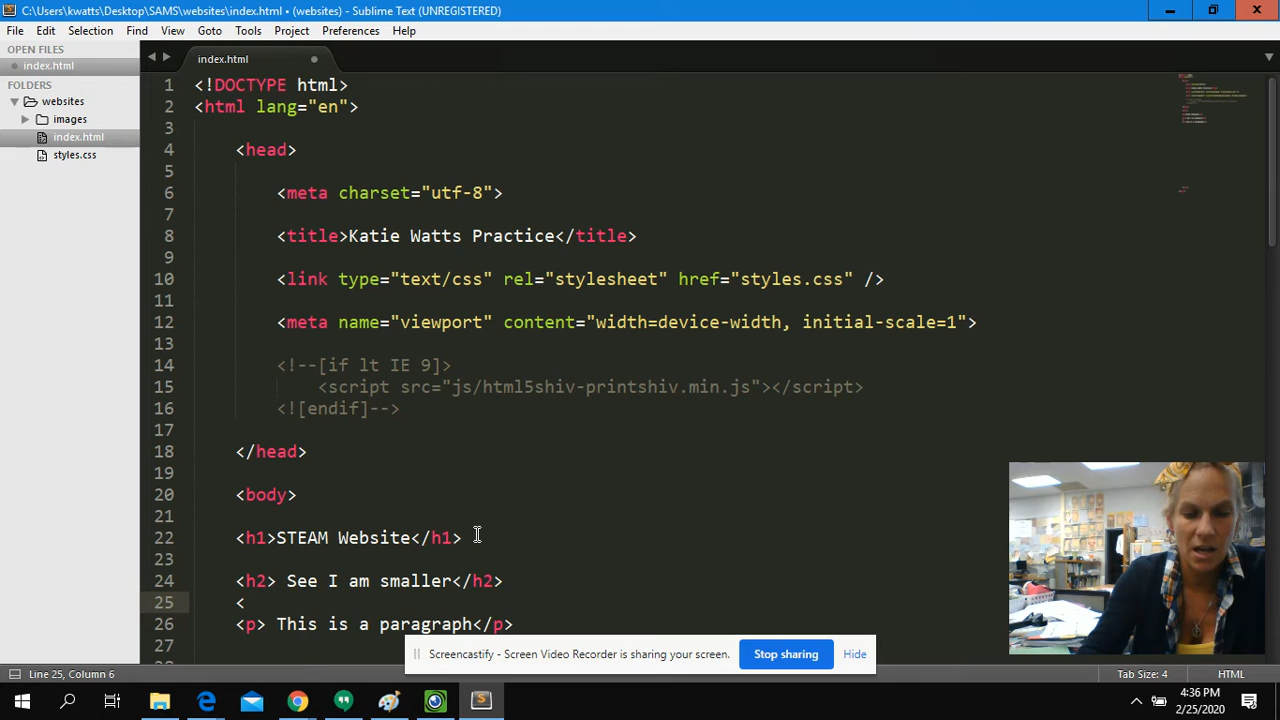 C:\Users\kwatts\Desktop\SAMS\websites\index.html • (websites) - Sublime Text (UNREGISTERED)
File Edit Selection Find View Goto Tools Project Preferences Help
OPEN FILES
index.html
FOLDERS
websites
images
index.html
styles.css
index.html
1 <!DOCTYPE html>
2 <html lang="en">
3
4 <head>
5
6 <meta charset="utf-8">
7
8 <title>Katie Watts Practice</title>
9
10 <link type="text/css" rel="stylesheet" href="styles.css" />
11
12 <meta name="viewport" content="width=device-width, initial-scale=1">
13
14 <!--[if lt IE 9]>
15 <script src="js/html5shiv-printshiv.min.js"></script>
16 <![endif]-->
17
18 </head>
19
20 <body>
21
22 <h1>STEAM Website</h1>
23
24 <h2> See I am smaller</h2>
25 <
26 <p> This is a paragraph</p>
27
Screencastify - Screen Video Recorder is sharing your screen. Stop sharing Hide
Line 25, Column 6 Tab Size: 4 HTML
4:36 PM
2/25/2020